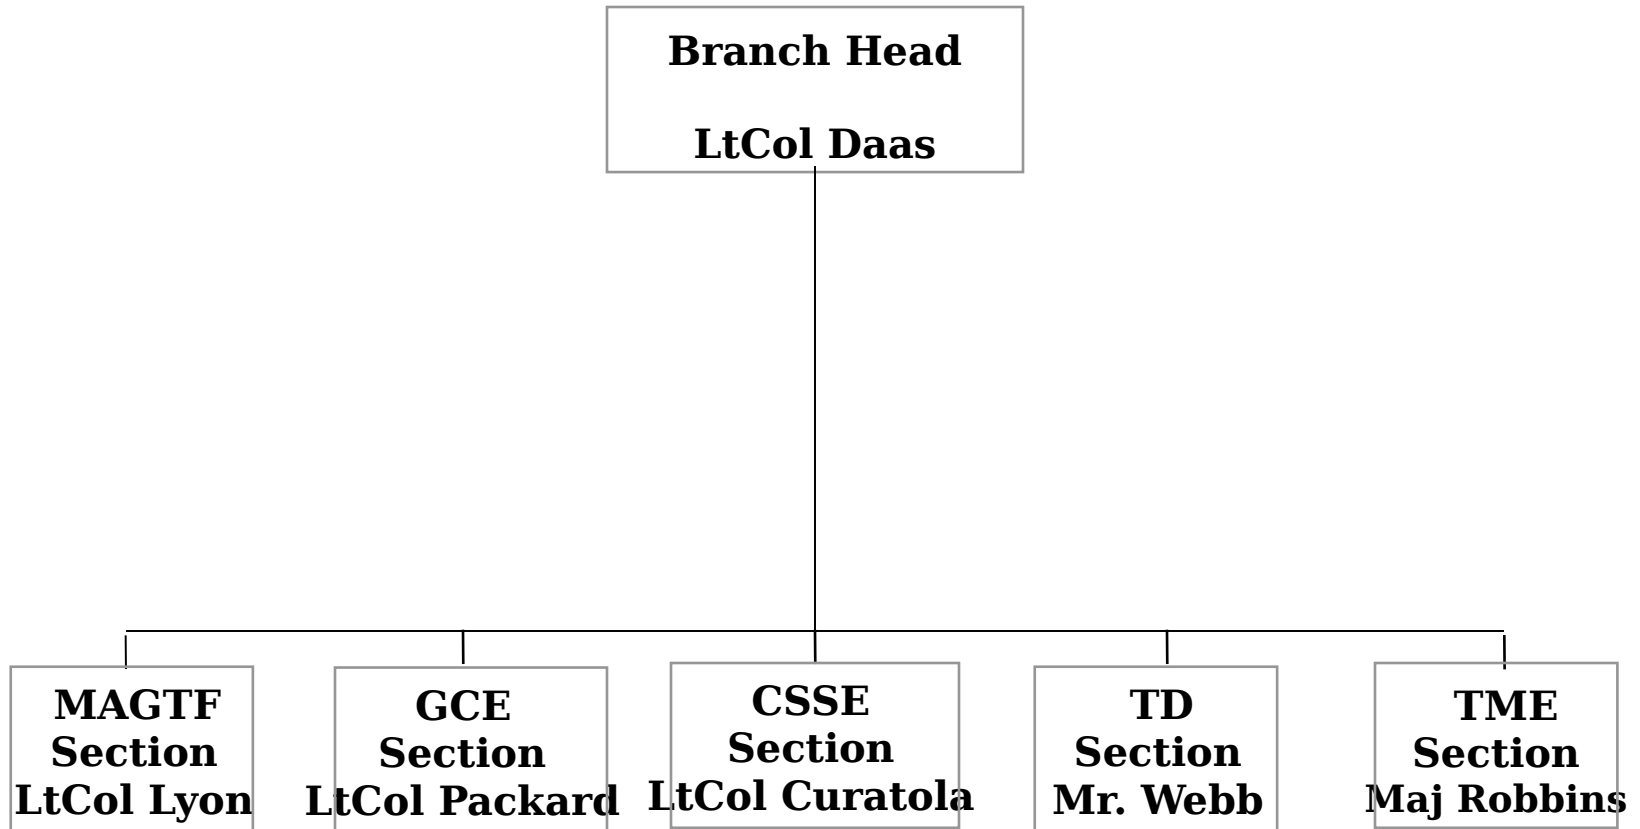 Branch Head
LtCol Daas
MAGTF
Section
LtCol Lyon
GCE
Section
LtCol Packard
CSSE
Section
LtCol Curatola
TD
Section
Mr. Webb
TME
Section
Maj Robbins